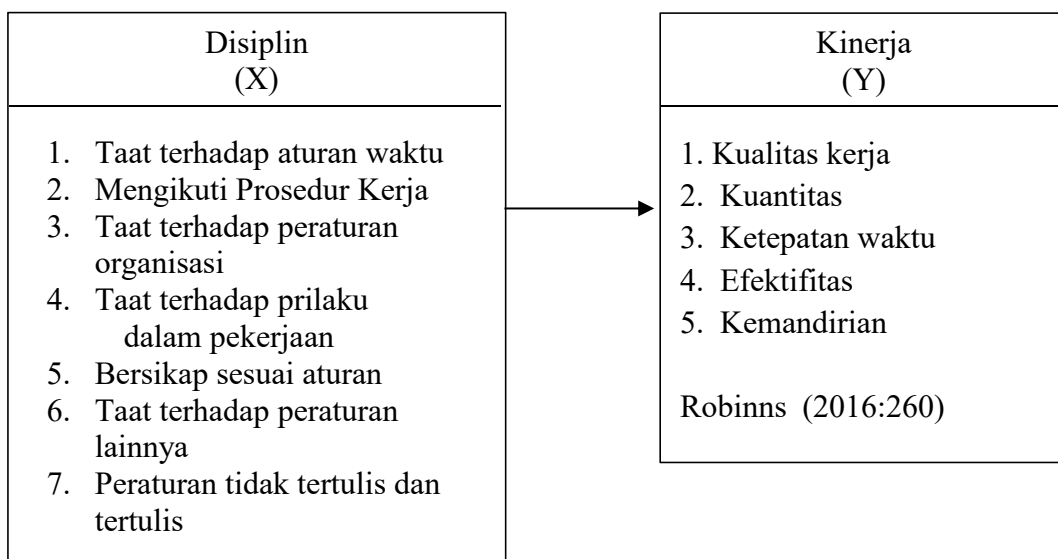 Disiplin
(X)
1. Taat terhadap aturan waktu
2. Mengikuti Prosedur Kerja
3. Taat terhadap peraturan
organisasi
4. Taat terhadap prilaku
dalam pekerjaan
5. Bersikap sesuai aturan
6. Taat terhadap peraturan
lainnya
7. Peraturan tidak tertulis dan
tertulis
Kinerja
(Y)
1. Kualitas kerja
2. Kuantitas
3. Ketepatan waktu
4. Efektifitas
5. Kemandirian
Robinns (2016:260)